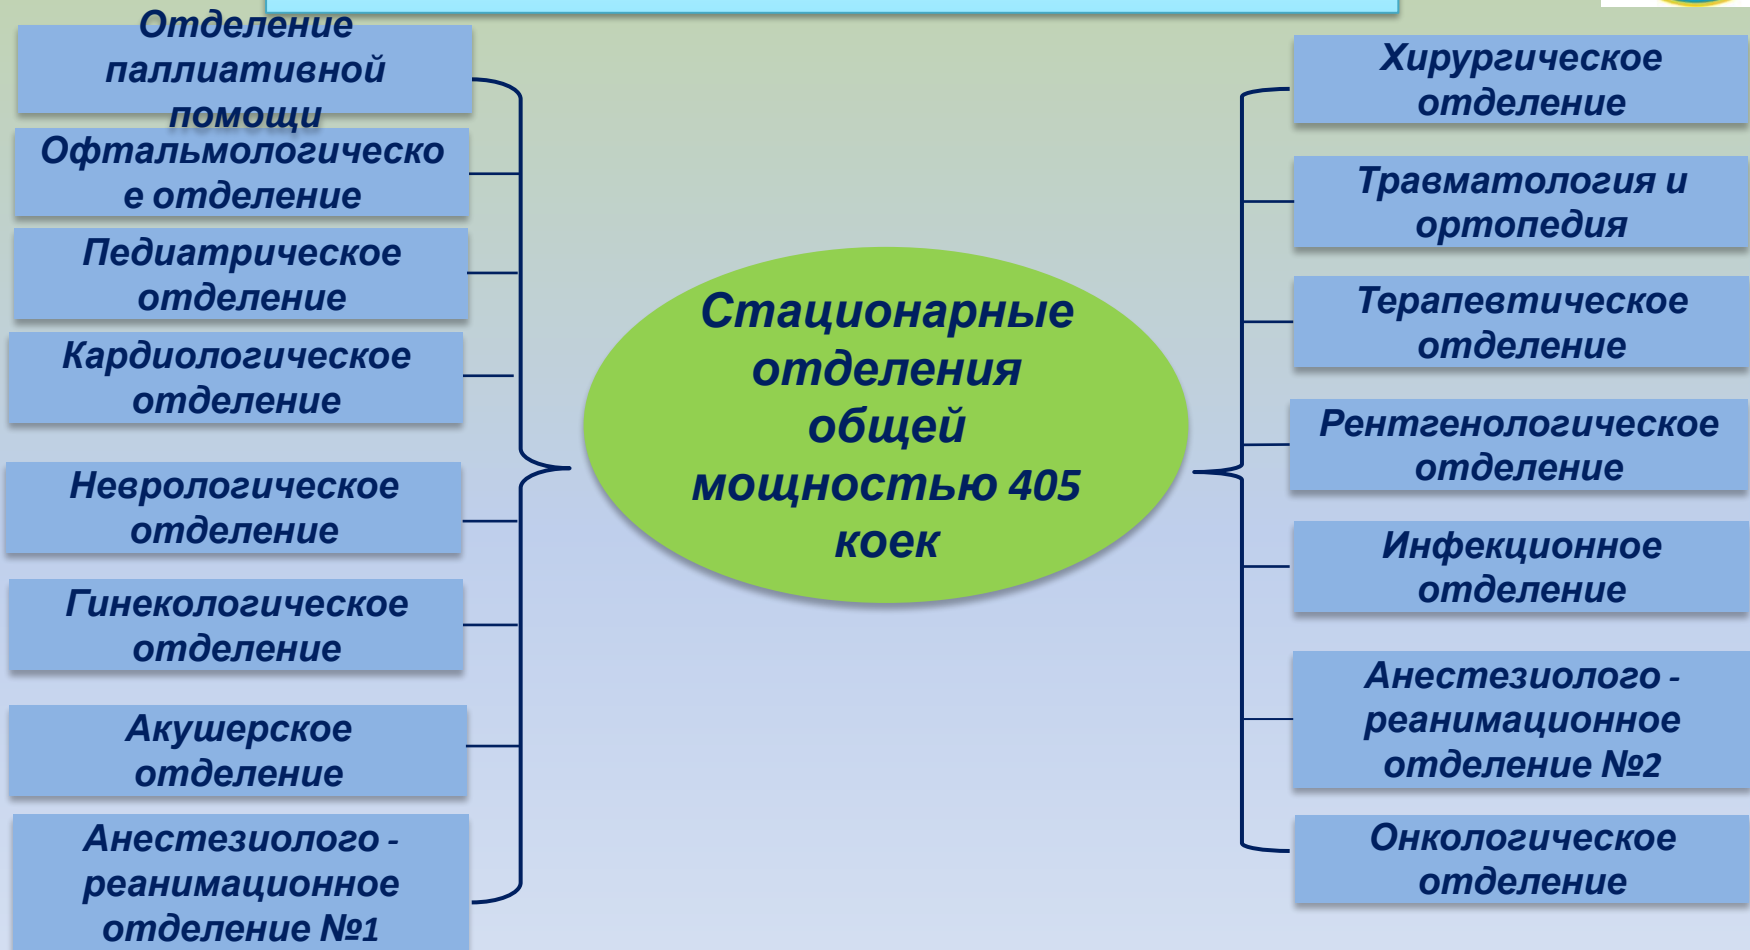 Отделение
паллиативной
помощи
Офтальмологическо
е отделение
Педиатрическое
отделение
Кардиологическое
отделение
Неврологическое
отделение
Гинекологическое
отделение
Акушерское
отделение
Анестезиолого -
реанимационное
отделение №1
Стационарные
отделения
общей
мощностью 405
коек
Хирургическое
отделение
Травматология и
ортопедия
Терапевтическое
отделение
Рентгенологическое
отделение
Инфекционное
отделение
Анестезиолого -
реанимационное
отделение №2
Онкологическое
отделение